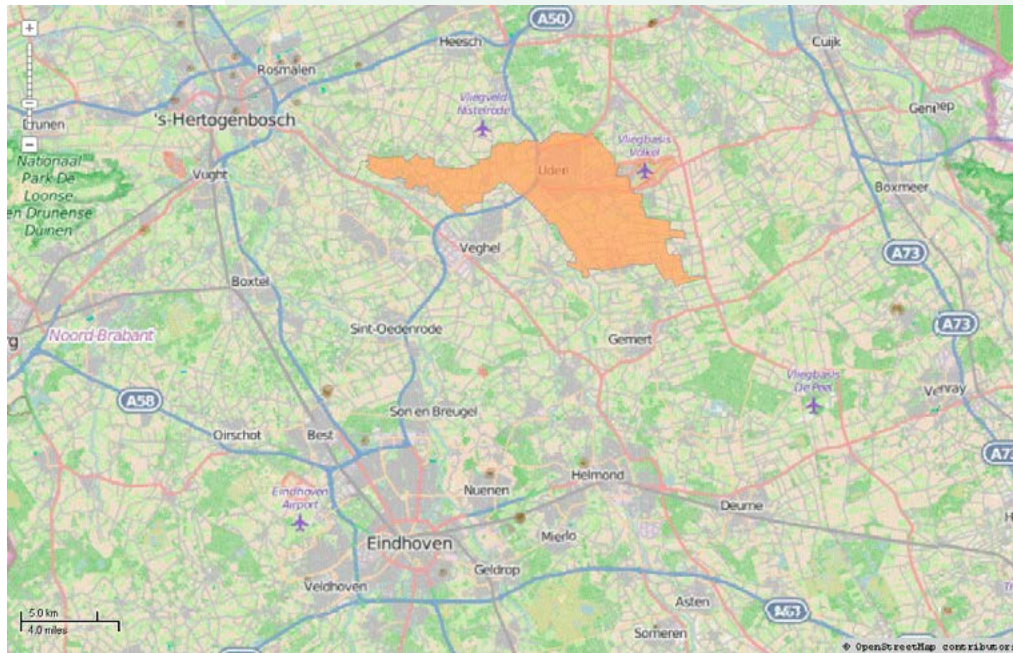 A50
Heesch
Cuijk
Rosmalen
Vliegveld
Nistelrode
Gennep
Drunen
's-Hertogenbosch
Vliegbasis
Volkel
Nationaal
Park De
Loonse
en Drunense
Duinen
Vught
Uden
Boxmeer
Veghel
A73
Boxtel
Sint-Oedenrode
A73
Noord-Brabant
rg
Gemert
Vliegbasis
De Peel
Venray
A58
Son en Breugel
Oirschot
Best
A73
Helmond
Nuenen
Eindhoven
Airport
Deurne
H
Mierlo
Eindhoven
Geldrop
Veldhoven
Asten
5.0 km
4.0 miles
Someren
© OpenStreetMap contributors